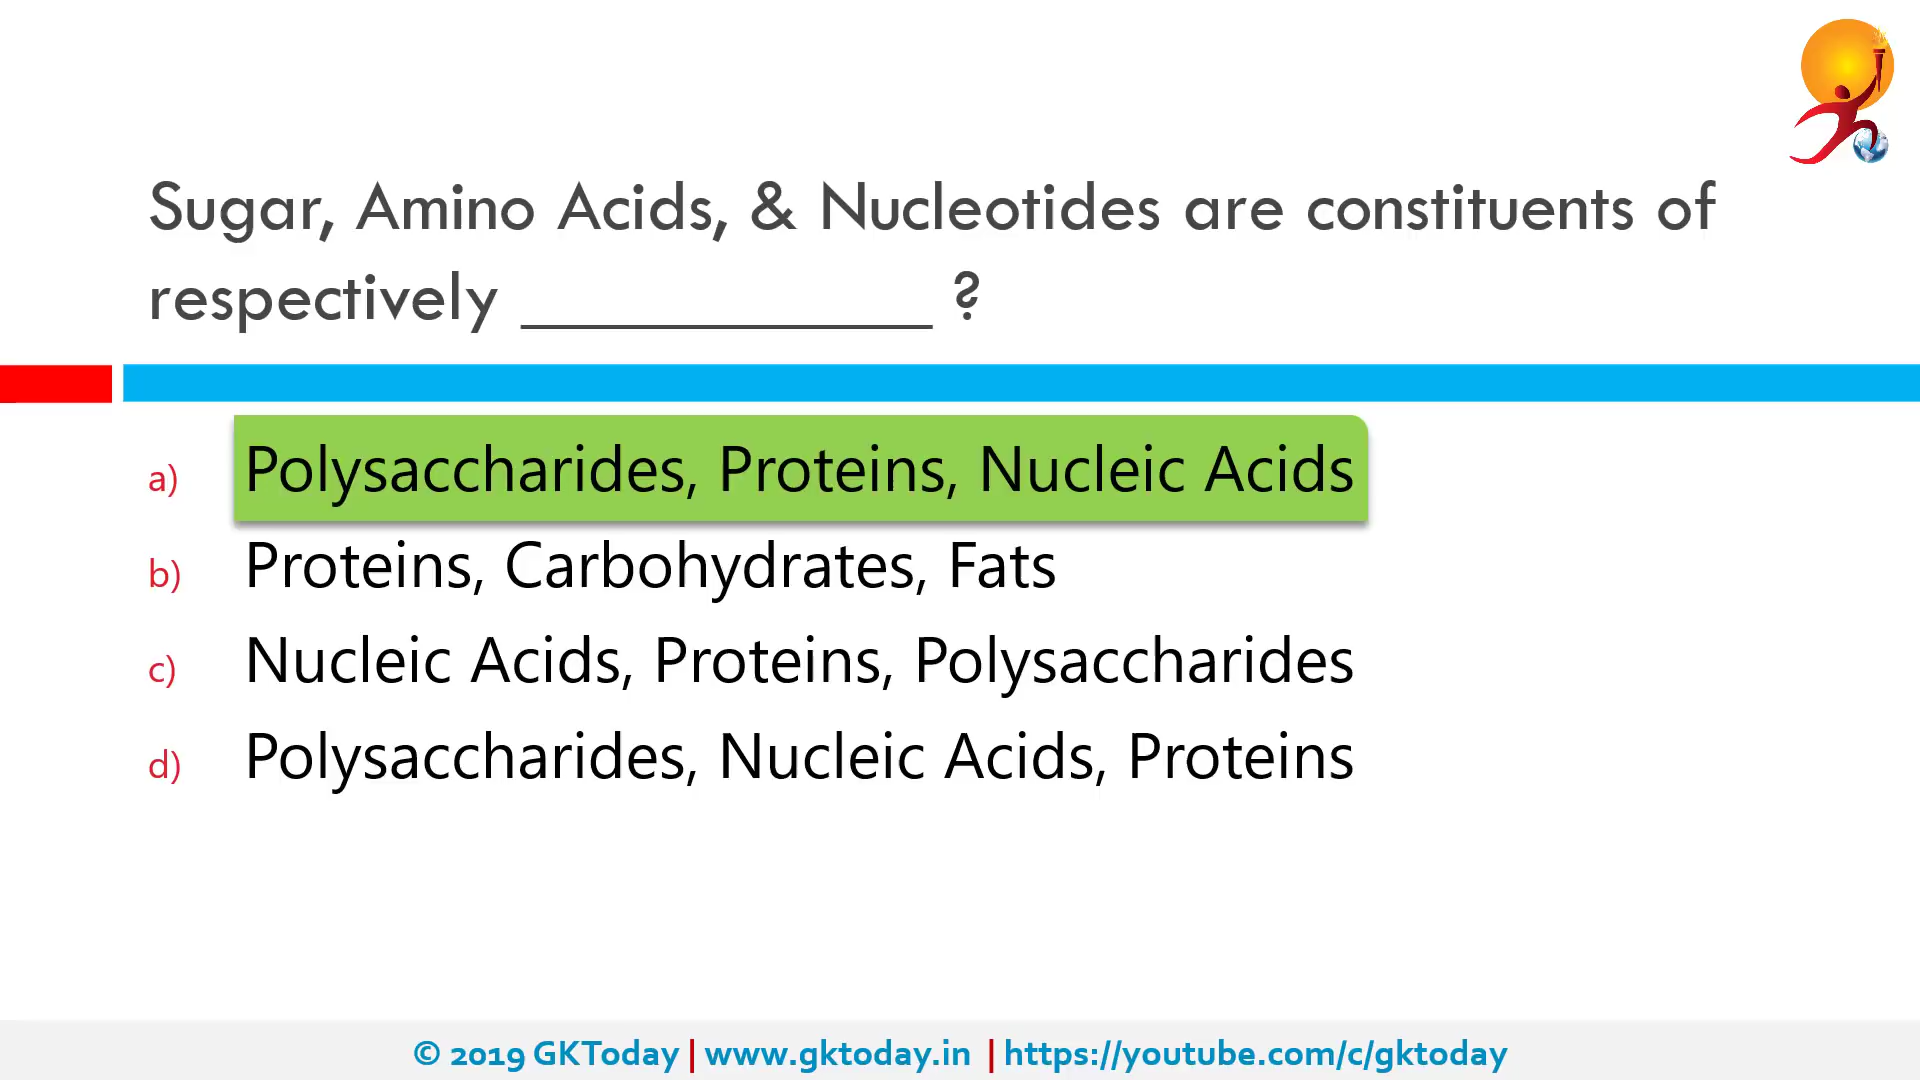 Sugar, Amino Acids, & Nucleotides are constituents of
respectively ____________ ?
a) Polysaccharides, Proteins, Nucleic Acids
b) Proteins, Carbohydrates, Fats
c) Nucleic Acids, Proteins, Polysaccharides
d) Polysaccharides, Nucleic Acids, Proteins
© 2019 GKToday | www.gktoday.in | https://youtube.com/c/gktoday